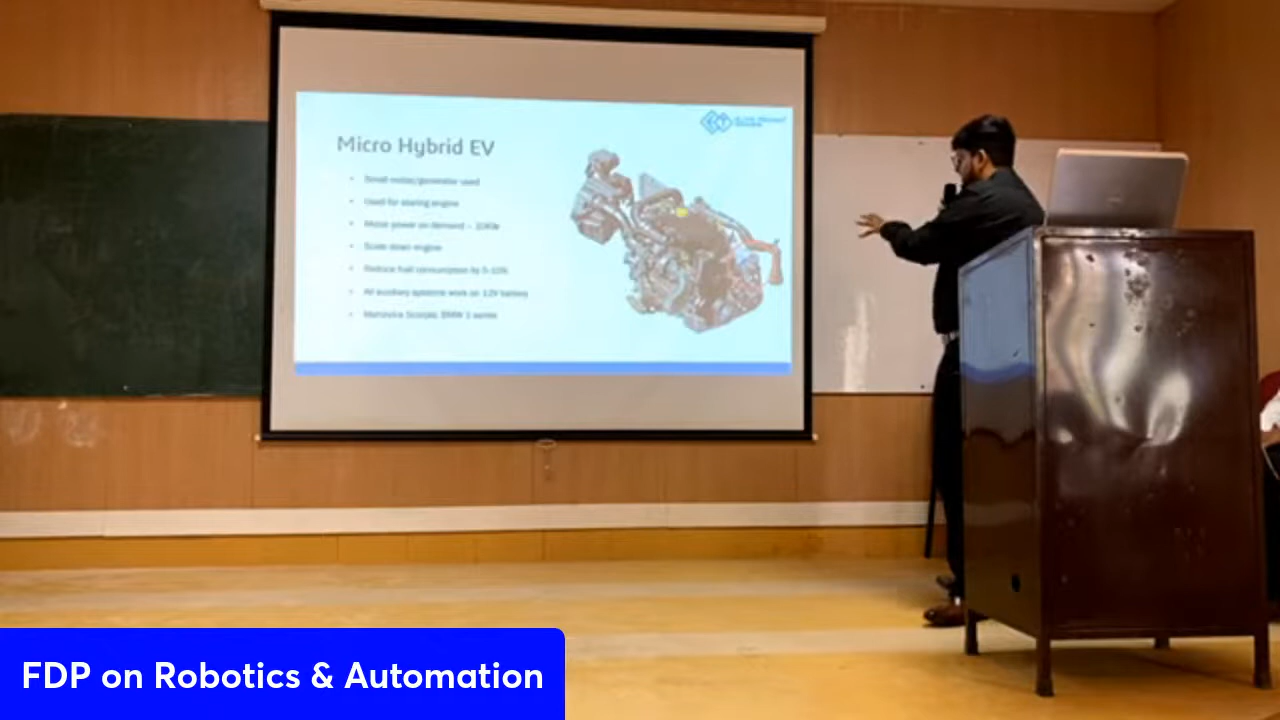 Micro Hybrid EV
Small motor/generator used
Used for staring engine
Motor power on demand – 10Kw
Scale down engine
Reduce fuel consumption by 5-10%
All auxiliary systems work on 12V battery
Scorpio, BMW 1 series
FDP on Robotics & Automation